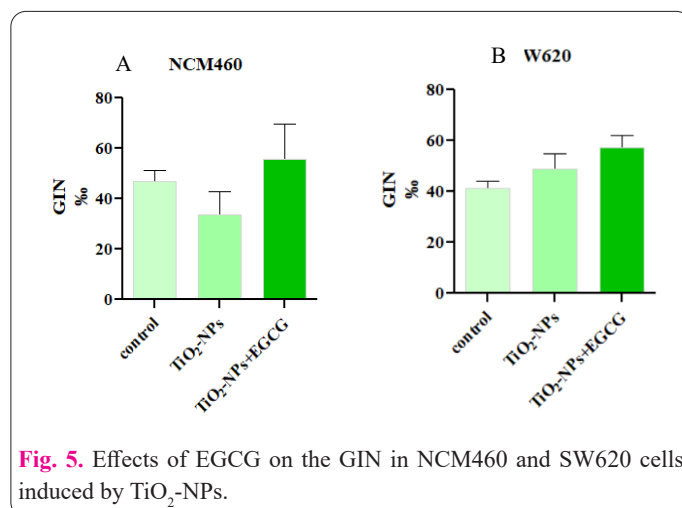 A NCM460
80
60
40
20
0
GIN
‰
control
TiO₂-NPs
TiO₂-NPs+EGCG
B W620
80
60
40
20
0
GIN
‰
control
TiO₂-NPs
TiO₂-NPs+EGCG
Fig. 5. Effects of EGCG on the GIN in NCM460 and SW620 cells
induced by TiO₂-NPs.